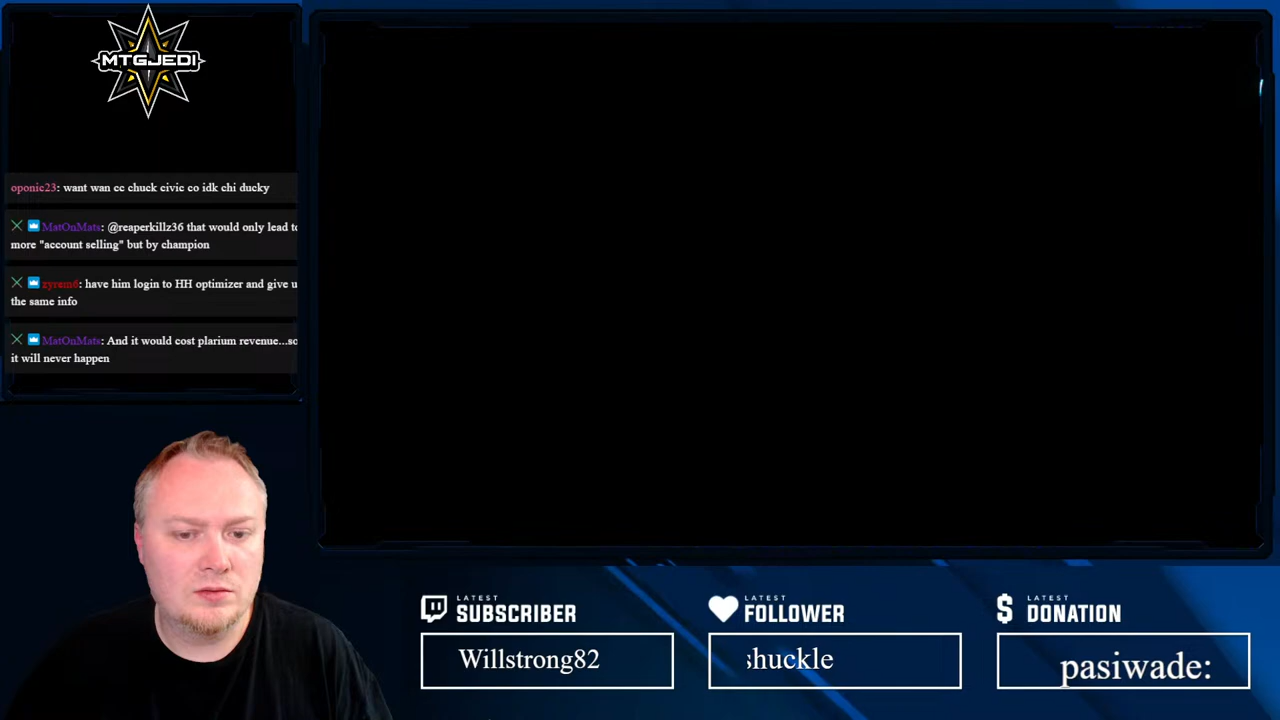 MTGJEDI
oponic23: want wan cc chuck civic co idk chi ducky
MatOnMats: @reaperkillz36 that would only lead to
more "account selling" but by champion
have him login to HH optimizer and give u
the same info
MatOnMats: And it would cost plarium revenue...so
it will never happen
LATEST
SUBSCRIBER
Willstrong82
LATEST
FOLLOWER
shuckle
LATEST
DONATION
pasiwade: